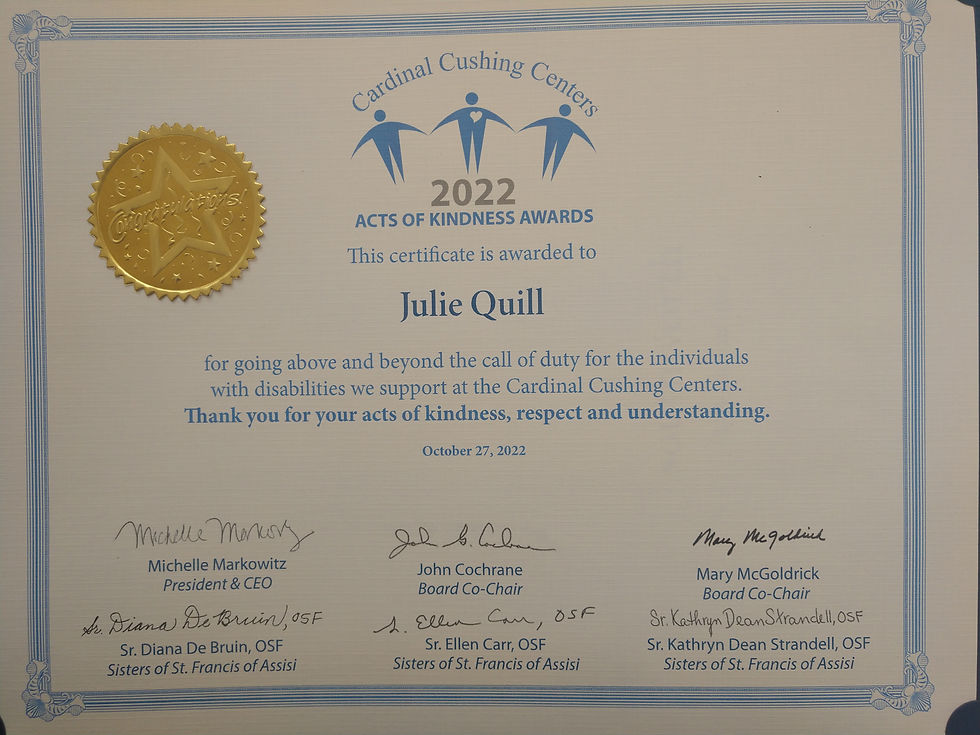 Cardinal Cushing Centers
2022
ACTS OF KINDNESS AWARDS
Congratulations!
This certificate is awarded to
Julie Quill
for going above and beyond the call of duty for the individuals
with disabilities we support at the Cardinal Cushing Centers.
Thank you for your acts of kindness, respect and understanding.
October 27, 2022
Michelle Markowitz
Michelle Markowitz
President & CEO
John G. Cochrane
John Cochrane
Board Co-Chair
Mary McGoldrick
Mary McGoldrick
Board Co-Chair
Sr. Diana De Bruin, OSF
Sr. Diana De Bruin, OSF
Sisters of St. Francis of Assisi
S. Ellen Carr, OSF
Sr. Ellen Carr, OSF
Sisters of St. Francis of Assisi
Sr. Kathryn Dean Strandell, OSF
Sr. Kathryn Dean Strandell, OSF
Sisters of St. Francis of Assisi